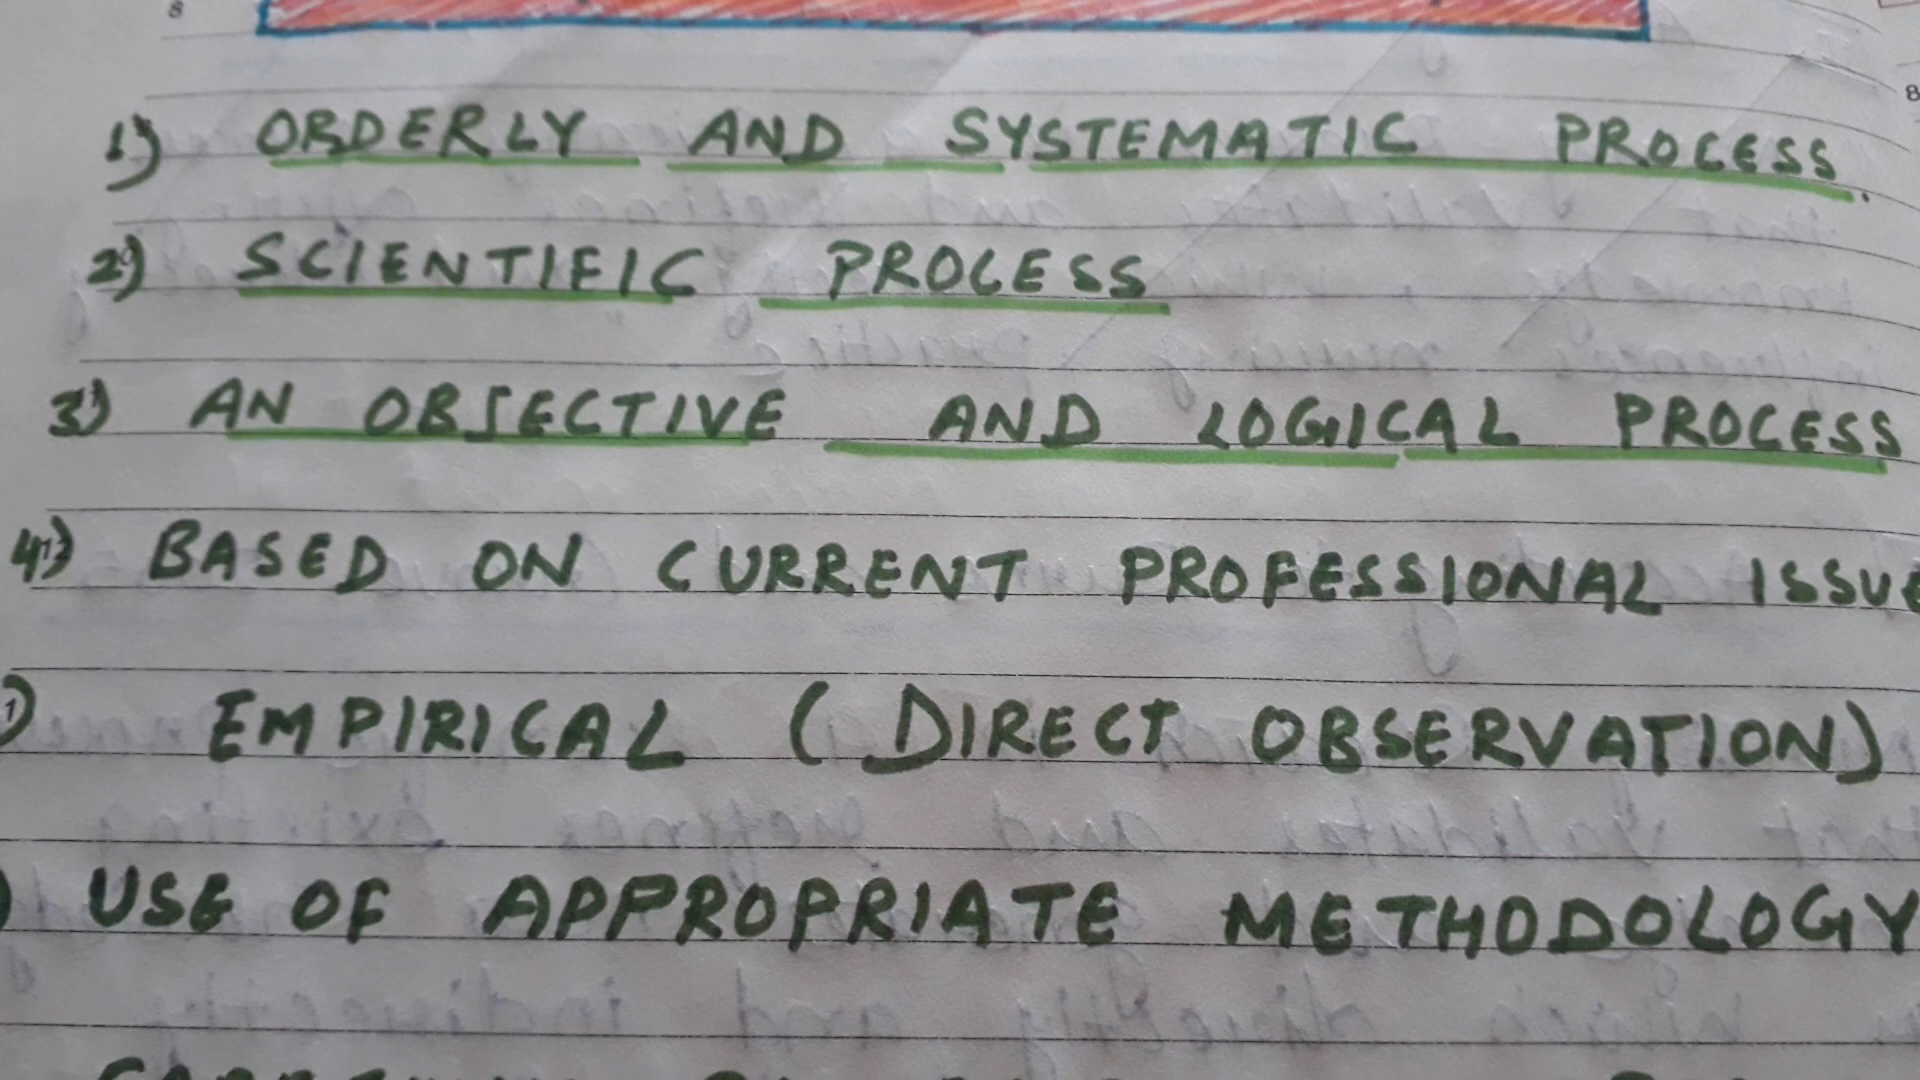 1) ORDERLY AND SYSTEMATIC PROCESS.
2) SCIENTIFIC PROCESS
3) AN OBJECTIVE AND LOGICAL PROCESS
4) BASED ON CURRENT PROFESSIONAL ISSUE
) EMPIRICAL (DIRECT OBSERVATION)
) USE OF APPROPRIATE METHODOLOGY